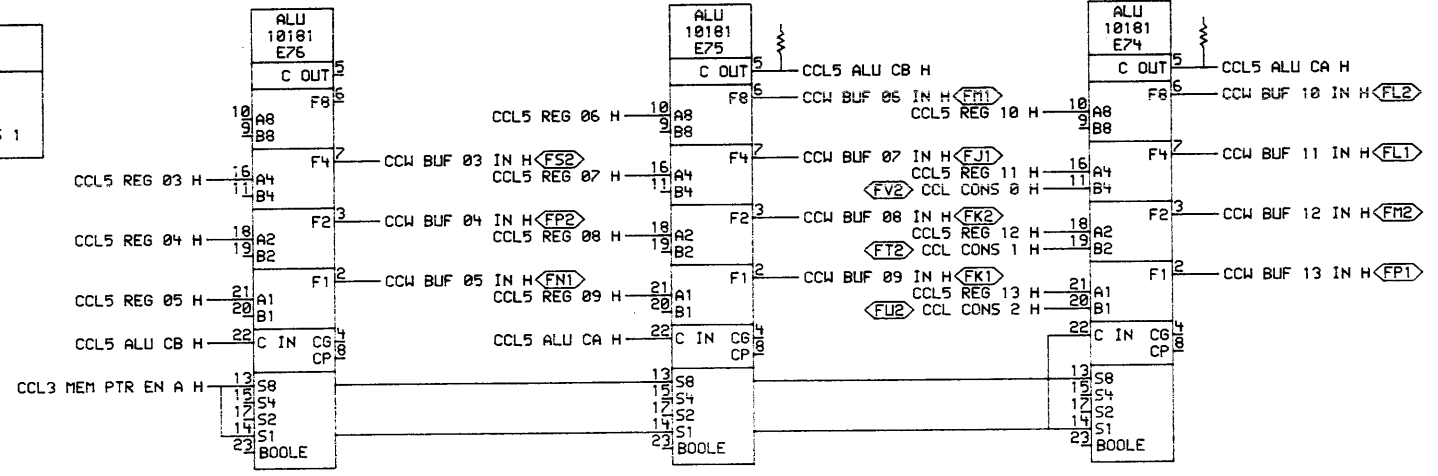 S 1
ALU
10181
E76
C OUT 5
F8 6
10 A8
9 B8
F4 7 CCW BUF 03 IN H FS2
CCL5 REG 03 H 16 A4
11 B4
F2 3 CCW BUF 04 IN H FP2
CCL5 REG 04 H 18 A2
19 B2
F1 2 CCW BUF 05 IN H FN1
CCL5 REG 05 H 21 A1
20 B1
CCL5 ALU CB H 22 C IN CG 4
CP 8
CCL3 MEM PTR EN A H 13 S8
15 S4
17 S2
14 S1
23 BOOLE
ALU
10181
E75
C OUT 5 CCL5 ALU CB H
F8 6 CCW BUF 06 IN H FM1
CCL5 REG 06 H 10 A8
9 B8
F4 7 CCW BUF 07 IN H FJ1
CCL5 REG 07 H 16 A4
11 B4
F2 3 CCW BUF 08 IN H FK2
CCL5 REG 08 H 18 A2
19 B2
F1 2 CCW BUF 09 IN H FK1
CCL5 REG 09 H 21 A1
20 B1
CCL5 ALU CA H 22 C IN CG 4
CP 8
13 S8
15 S4
17 S2
14 S1
23 BOOLE
ALU
10181
E74
C OUT 5 CCL5 ALU CA H
F8 6 CCW BUF 10 IN H FL2
CCL5 REG 10 H 10 A8
9 B8
F4 7 CCW BUF 11 IN H FL1
CCL5 REG 11 H 16 A4
FV2 CCL CONS 0 H 11 B4
F2 3 CCW BUF 12 IN H FM2
CCL5 REG 12 H 18 A2
FT2 CCL CONS 1 H 19 B2
F1 2 CCW BUF 13 IN H FP1
CCL5 REG 13 H 21 A1
FU2 CCL CONS 2 H 20 B1
22 C IN CG 4
CP 8
13 S8
15 S4
17 S2
14 S1
23 BOOLE